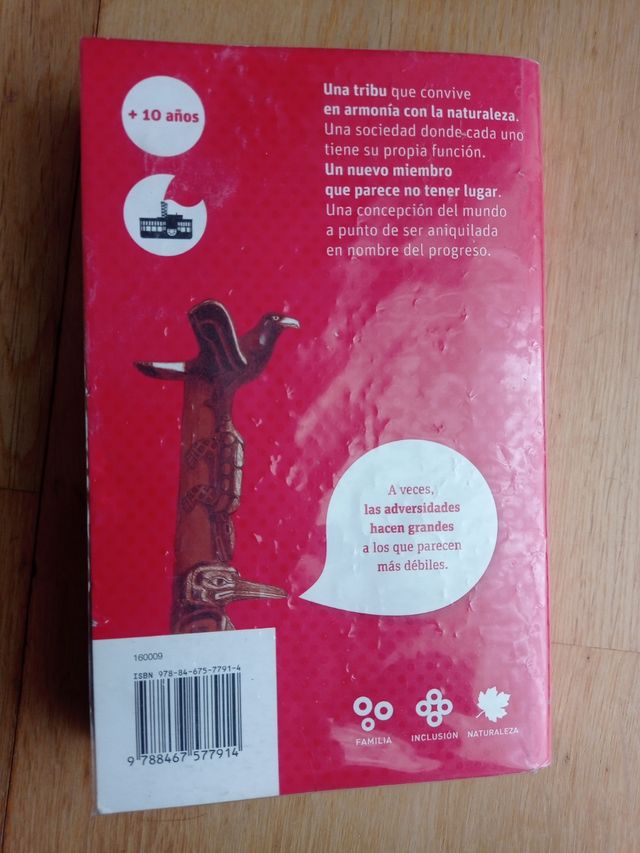 + 10 años
Una tribu que convive
en armonía con la naturaleza.
Una sociedad donde cada uno
tiene su propia función.
Un nuevo miembro
que parece no tener lugar.
Una concepción del mundo
a punto de ser aniquilada
en nombre del progreso.
A veces,
las adversidades
hacen grandes
a los que parecen
más débiles.
160009
ISBN 978-84-675-7791-4
9 788467 577914
FAMILIA
INCLUSIÓN
NATURALEZA